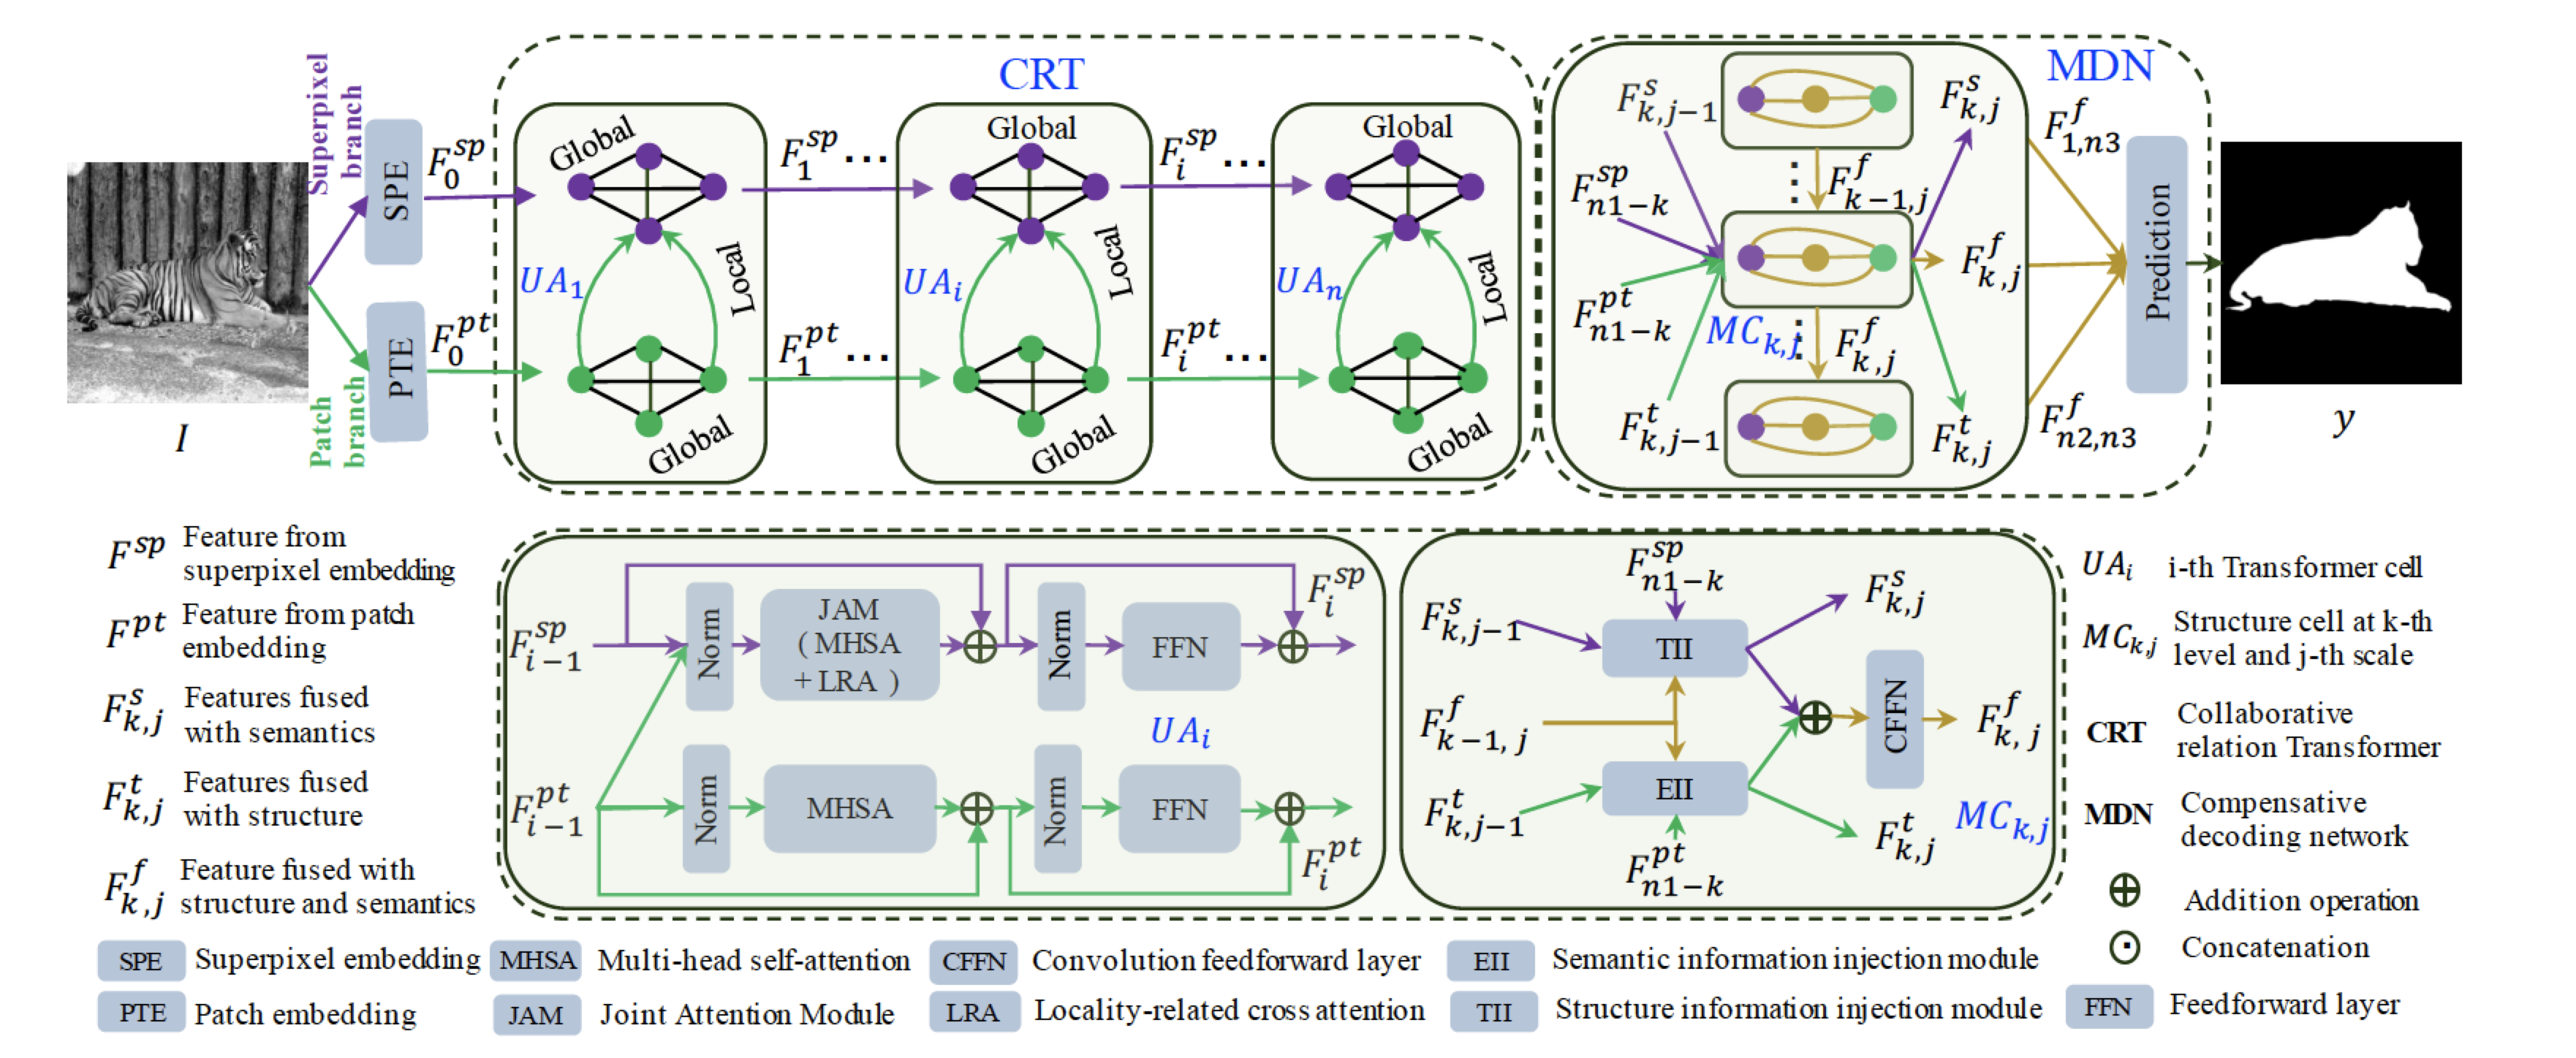 CRT
MDN
Superpixel
branch
Patch
branch
SPE
PTE
I
F_0^{sp}
F_0^{pt}
Global
UA_1
Local
Global
F_1^{sp} ...
F_1^{pt} ...
Global
UA_i
Local
Global
F_i^{sp} ...
F_i^{pt} ...
Global
UA_n
Local
Global
F_{k,j-1}^s
F_{n1-k}^{sp}
F_{n1-k}^{pt}
F_{k,j-1}^t
F_{k-1,j}^f
MC_{k,j}
F_{k,j}^f
F_{k,j}^s
F_{k,j}^f
F_{k,j}^t
F_{1,n3}^f
F_{n2,n3}^f
Prediction
y
F^{sp} Feature from
superpixel embedding
F^{pt} Feature from patch
embedding
F_{k,j}^s Features fused
with semantics
F_{k,j}^t Features fused
with structure
F_{k,j}^f Feature fused with
structure and semantics
F_{i-1}^{sp}
Norm
JAM
( MHSA
+ LRA )
Norm
FFN
F_i^{sp}
UA_i
F_{i-1}^{pt}
Norm
MHSA
Norm
FFN
F_i^{pt}
F_{n1-k}^{sp}
F_{k,j-1}^s
TII
F_{k,j}^s
F_{k-1,j}^f
CFFN
F_{k,j}^f
F_{k,j-1}^t
EII
F_{k,j}^t
F_{n1-k}^{pt}
MC_{k,j}
UA_i i-th Transformer cell
MC_{k,j} Structure cell at k-th
level and j-th scale
CRT Collaborative
relation Transformer
MDN Compensative
decoding network
⊕ Addition operation
⊙ Concatenation
SPE Superpixel embedding MHSA Multi-head self-attention CFFN Convolution feedforward layer EII Semantic information injection module
PTE Patch embedding JAM Joint Attention Module LRA Locality-related cross attention TII Structure information injection module FFN Feedforward layer